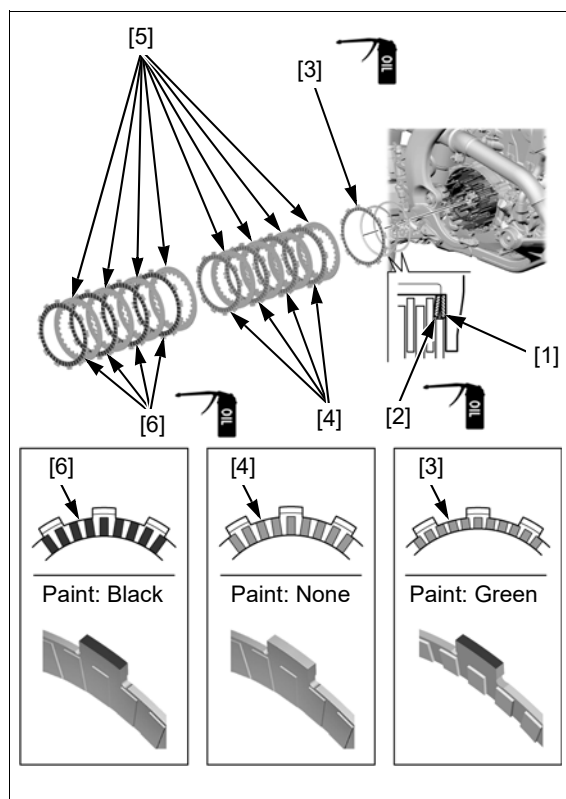 [5]
[3]
OIL
[1]
[2]
[4]
[6]
OIL
OIL
[6]
[4]
[3]
Paint: Black
Paint: None
Paint: Green